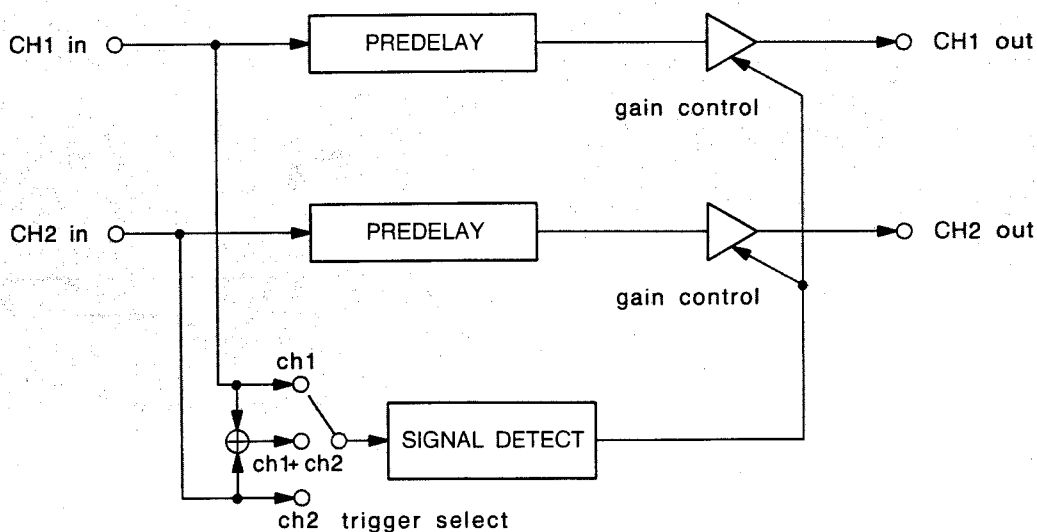 CH1 in
PREDELAY
CH1 out
gain control
CH2 in
PREDELAY
CH2 out
gain control
ch1
SIGNAL DETECT
ch1+ ch2
ch2 trigger select